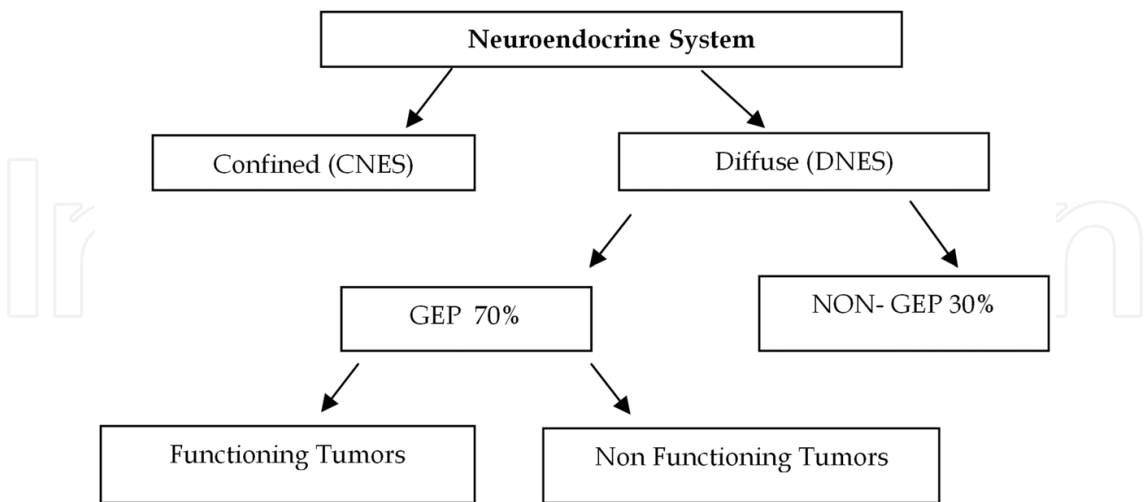 Neuroendocrine System
Confined (CNES)
Diffuse (DNES)
GEP 70%
NON- GEP 30%
Functioning Tumors
Non Functioning Tumors